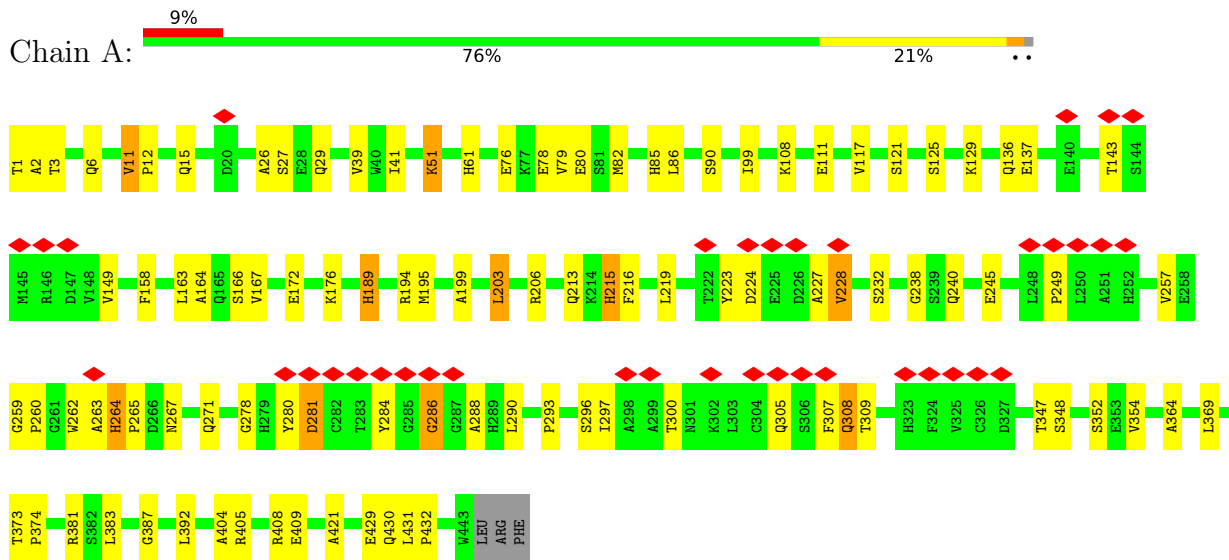 9%
Chain A:
76% 21% ..
T1 A2 T3 Q6 V11 P12 Q15 D20 A26 S27 E28 Q29 V39 W40 I41 K51 H61 E76 K77 E78 V79 E80 S81 M82 H85 L86 S90 I99 K108 E111 V117 S121 S125 K129 Q136 E137 E140 T143 S144
M145 R146 D147 V148 V149 F158 L163 A164 Q165 S166 V167 E172 K176 H189 R194 M195 A199 L203 R206 Q213 K214 H215 F216 L219 T222 Y223 D224 E225 D226 A227 V228 S232 G238 S239 Q240 E245 L248 P249 L250 A251 H252 V257 E258
G259 P260 G261 W262 A263 H264 P265 D266 N267 Q271 G278 H279 Y280 D281 C282 T283 Y284 G285 G286 G287 A288 H289 L290 P293 S296 I297 A298 A299 T300 N301 K302 L303 C304 Q305 S306 F307 Q308 T309 H323 F324 V325 C326 D327 T347 S348 S352 E353 V354 A364 L369
T373 P374 R381 S382 L383 G387 L392 A404 R405 R408 E409 A421 E429 Q430 L431 P432 W443 LEU ARG PHE